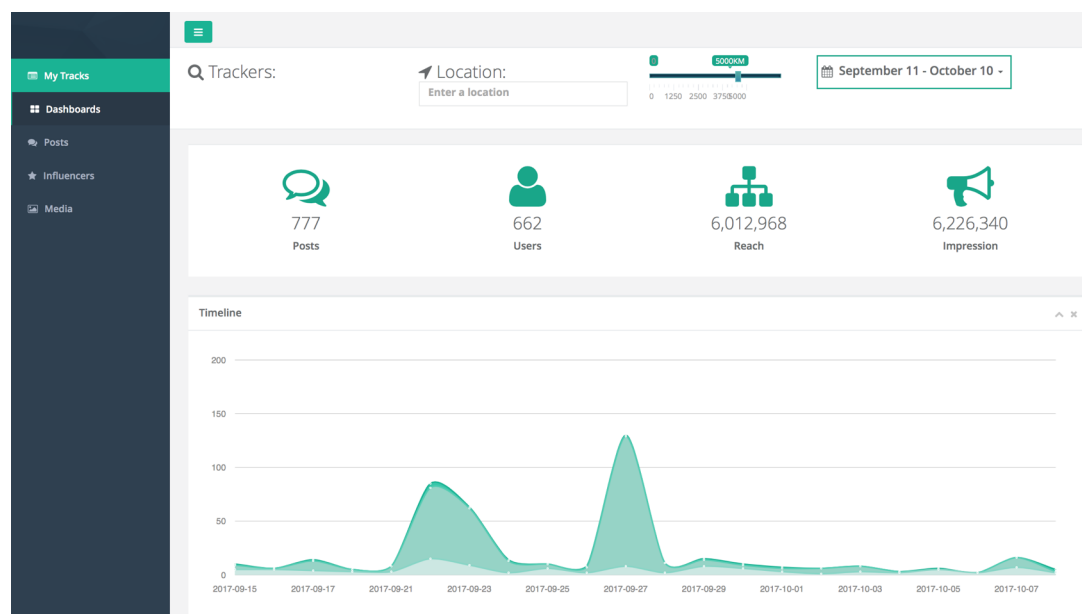 My Tracks
Dashboards
Posts
Influencers
Media
Trackers:
Location:
Enter a location
0 5000KM
0 1250 2500 3750 5000
September 11 - October 10
777
Posts
662
Users
6,012,968
Reach
6,226,340
Impression
Timeline
200
150
100
50
0
2017-09-15 2017-09-17 2017-09-21 2017-09-23 2017-09-25 2017-09-27 2017-09-29 2017-10-01 2017-10-03 2017-10-05 2017-10-07